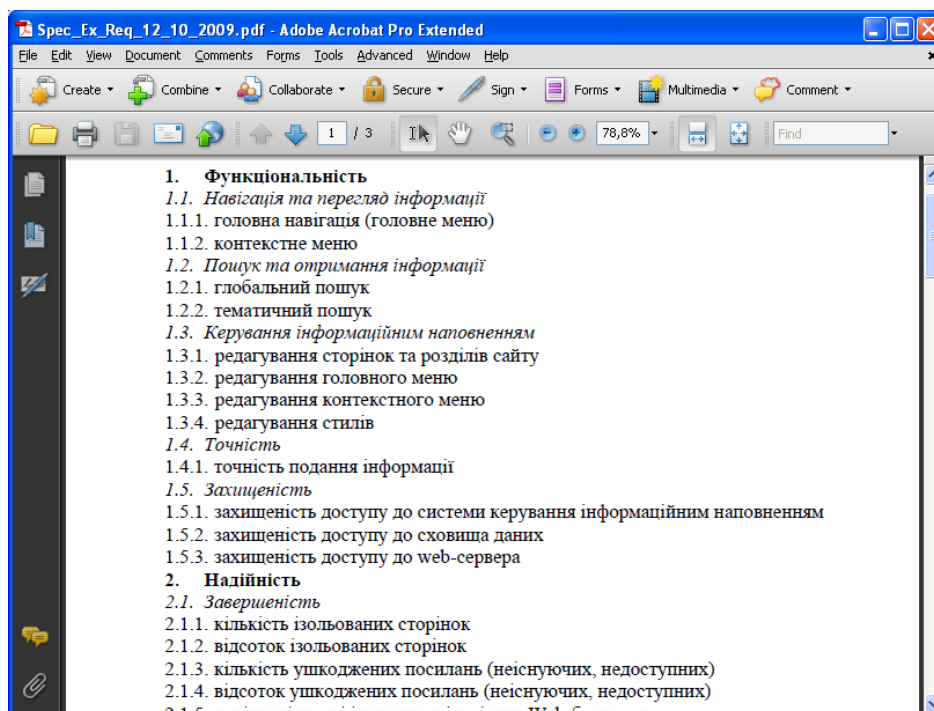 Spec_Ex_Req_12_10_2009.pdf - Adobe Acrobat Pro Extended
File Edit View Document Comments Forms Tools Advanced Window Help
Create Combine Collaborate Secure Sign Forms Multimedia Comment
1 / 3 78,8% Find
1. Функціональність
1.1. Навігація та перегляд інформації
1.1.1. головна навігація (головне меню)
1.1.2. контекстне меню
1.2. Пошук та отримання інформації
1.2.1. глобальний пошук
1.2.2. тематичний пошук
1.3. Керування інформаційним наповненням
1.3.1. редагування сторінок та розділів сайту
1.3.2. редагування головного меню
1.3.3. редагування контекстного меню
1.3.4. редагування стилів
1.4. Точність
1.4.1. точність подання інформації
1.5. Захищеність
1.5.1. захищеність доступу до системи керування інформаційним наповненням
1.5.2. захищеність доступу до сховища даних
1.5.3. захищеність доступу до web-сервера
2. Надійність
2.1. Завершеність
2.1.1. кількість ізольованих сторінок
2.1.2. відсоток ізольованих сторінок
2.1.3. кількість ушкоджених посилань (неіснуючих, недоступних)
2.1.4. відсоток ушкоджених посилань (неіснуючих, недоступних)